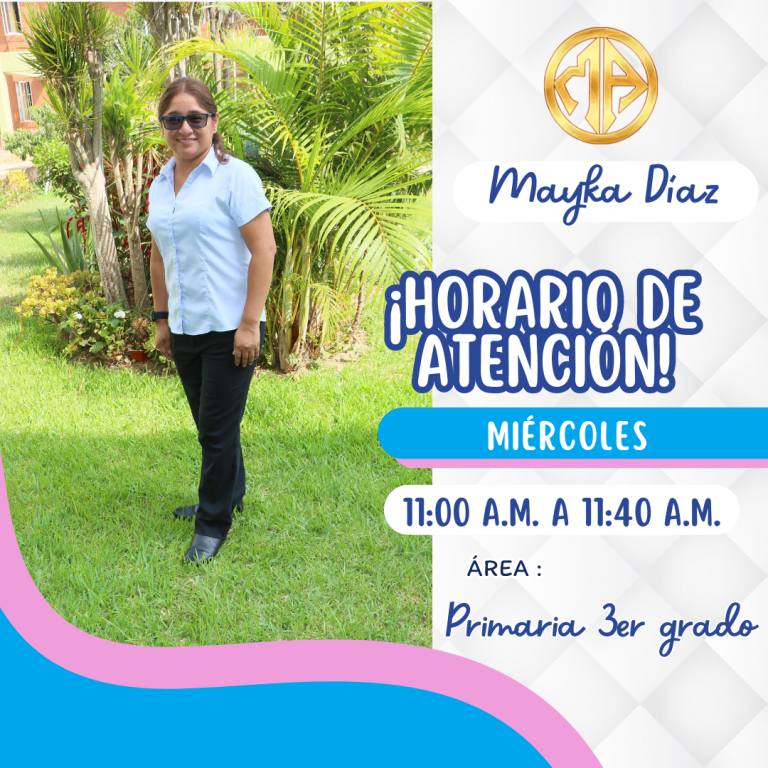 Mayka Díaz
¡HORARIO DE
ATENCIÓN!
MIÉRCOLES
11:00 A.M. A 11:40 A.M.
ÁREA :
Primaria 3er grado